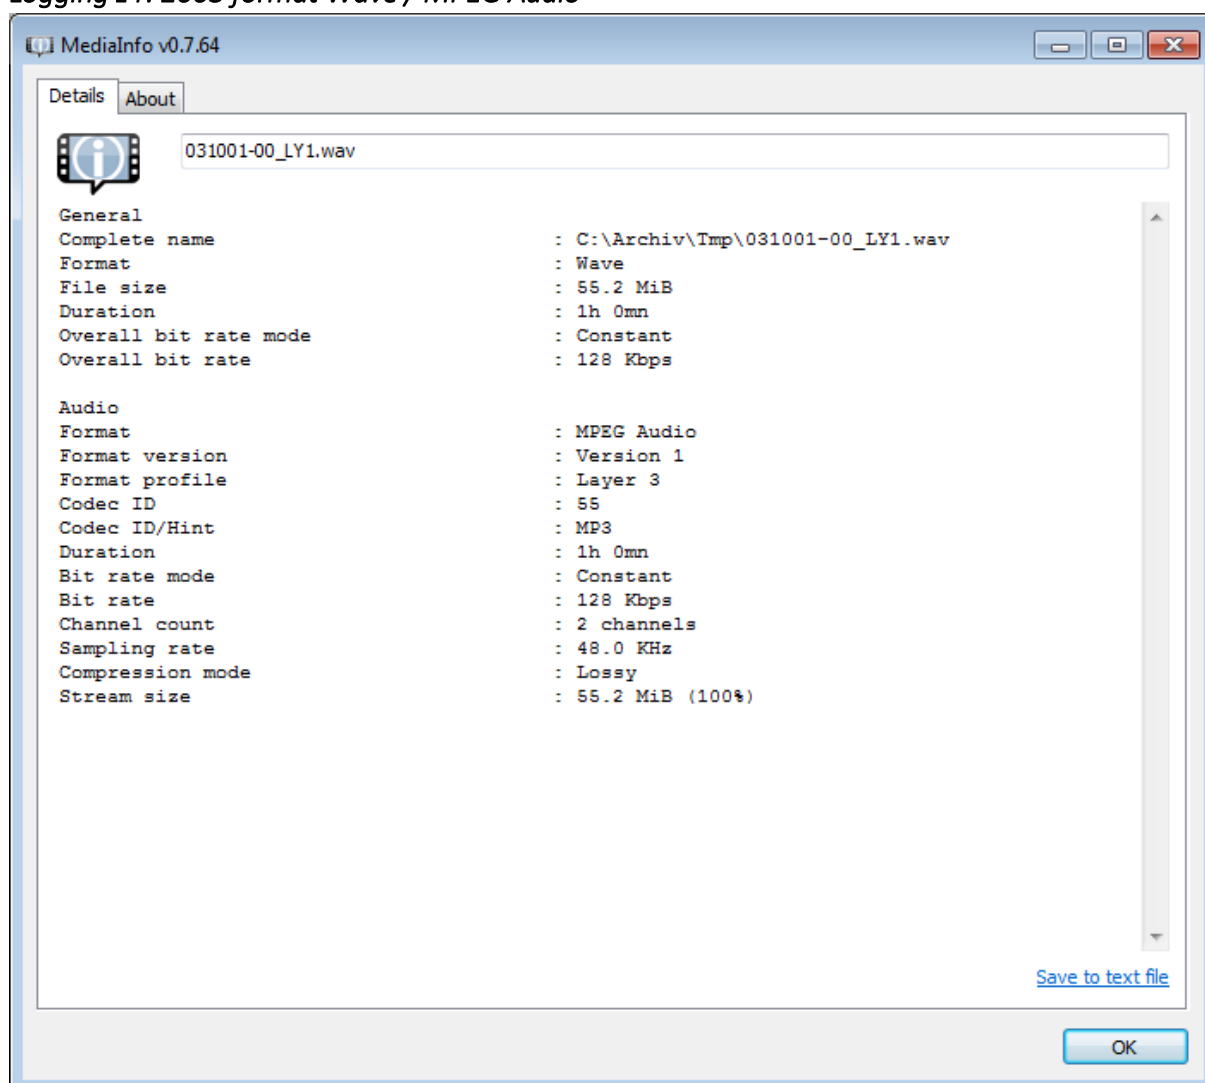 MediaInfo v0.7.64
Details About
031001-00_LY1.wav
General
Complete name : C:\Archiv\Tmp\031001-00_LY1.wav
Format : Wave
File size : 55.2 MiB
Duration : 1h 0mn
Overall bit rate mode : Constant
Overall bit rate : 128 Kbps
Audio
Format : MPEG Audio
Format version : Version 1
Format profile : Layer 3
Codec ID : 55
Codec ID/Hint : MP3
Duration : 1h 0mn
Bit rate mode : Constant
Bit rate : 128 Kbps
Channel count : 2 channels
Sampling rate : 48.0 KHz
Compression mode : Lossy
Stream size : 55.2 MiB (100%)
Save to text file
OK